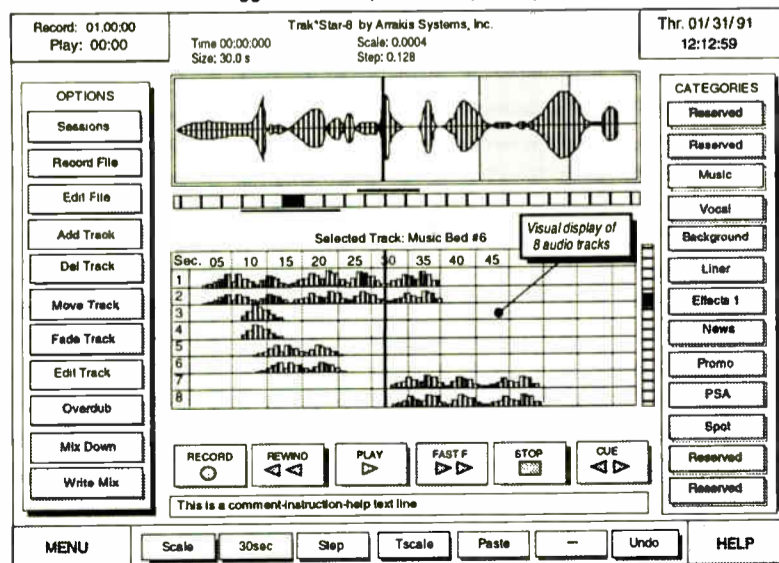 Record: 01.00:00
Play: 00:00
Trak*Star-8 by Arrakis Systems, Inc.
Time 00:00:000
Scale: 0.0004
Size: 30.0 s
Step: 0.128
Thr. 01/31/91
12:12:59
OPTIONS
Sessions
Record File
Edit File
Add Track
Del Track
Move Track
Fade Track
Edit Track
Overdub
Mix Down
Write Mix
Selected Track: Music Bed #6
Visual display of
8 audio tracks
Sec. 05 10 15 20 25 30 35 40 45
1
2
3
4
5
6
7
8
RECORD
REWIND
PLAY
FAST F
STOP
CUE
This is a comment-instruction-help text line
CATEGORIES
Reserved
Reserved
Music
Vocal
Background
Liner
Effects 1
News
Promo
PSA
Spot
Reserved
Reserved
MENU
Scale
30sec
Step
Tscale
Paste
—
Undo
HELP